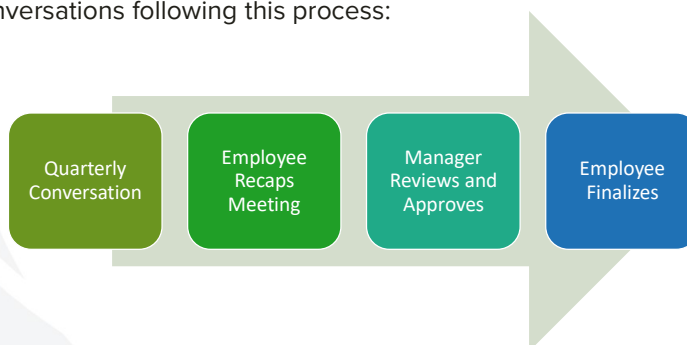 nversations following this process:
Quarterly
Conversation
Employee
Recaps
Meeting
Manager
Reviews and
Approves
Employee
Finalizes